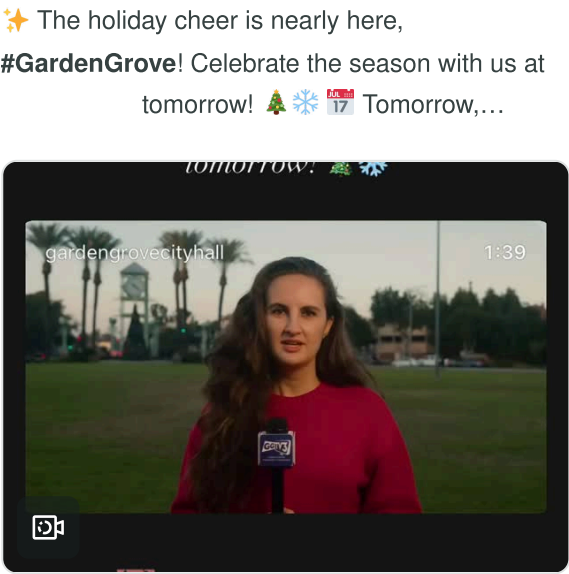 ✨ The holiday cheer is nearly here,
#GardenGrove! Celebrate the season with us at
tomorrow! 🎄❄️ 📅 Tomorrow,…
tomorrow! 🎄❄️
gardengrovecityhall 1:39